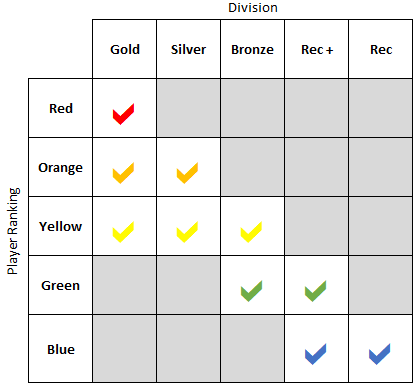 Division
Gold Silver Bronze Rec + Rec
Player Ranking
Red
Orange
Yellow
Green
Blue